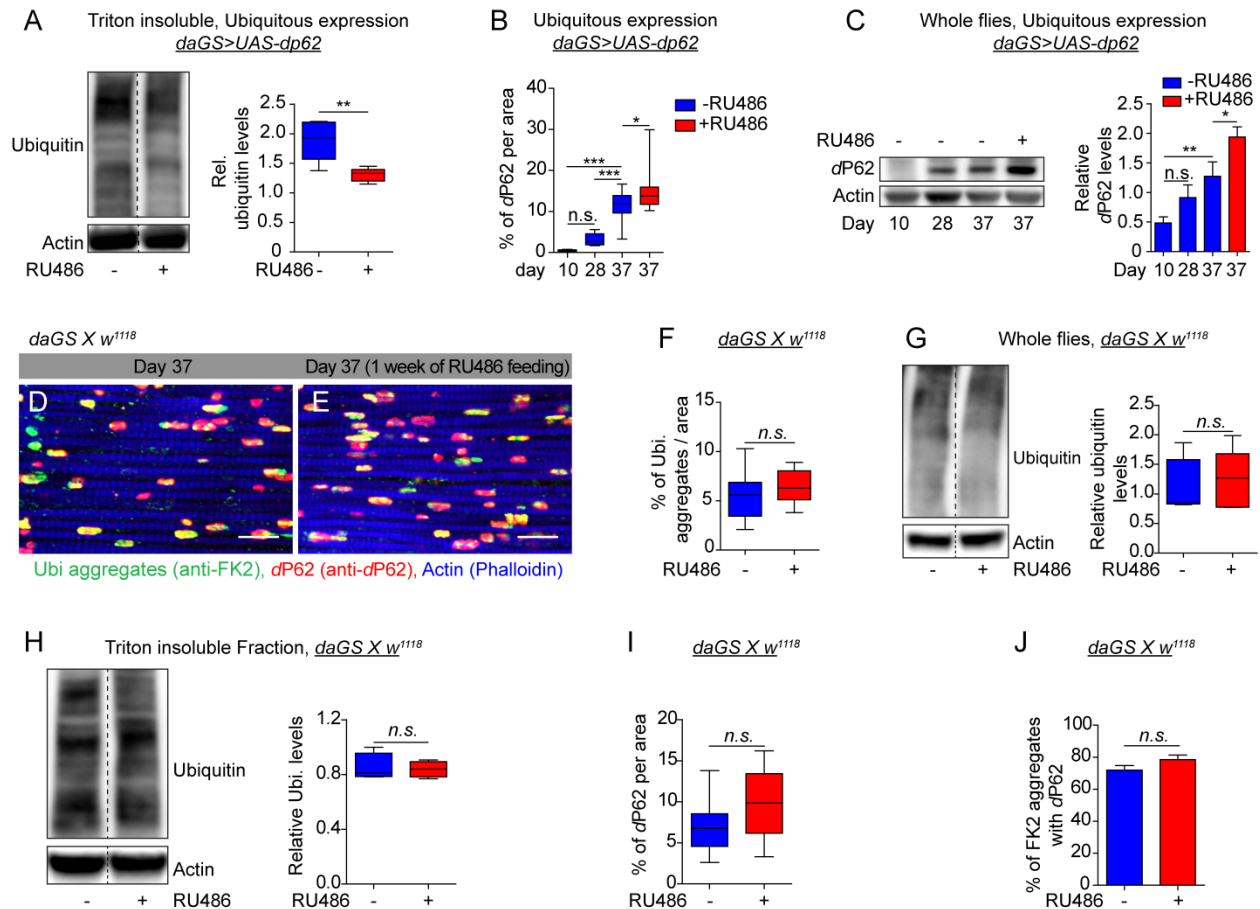 A
Triton insoluble, Ubiquitous expression
daGS>UAS-dp62
Ubiquitin
Actin
RU486 - +
Rel.
ubiquitin levels
2.5
2.0
1.5
1.0
0.5
0
**
RU486 - +
B
Ubiquitous expression
daGS>UAS-dp62
% of dP62 per area
40
30
20
10
0
-RU486
+RU486
n.s.
***
***
*
day 10 28 37 37
C
Whole flies, Ubiquitous expression
daGS>UAS-dp62
RU486 - - - +
dP62
Actin
Day 10 28 37 37
-RU486
+RU486
Relative
dP62 levels
2.5
2.0
1.5
1.0
0.5
0.0
n.s.
**
*
Day 10 28 37 37
daGS X w1118
Day 37
Day 37 (1 week of RU486 feeding)
D
E
Ubi aggregates (anti-FK2), dP62 (anti-dP62), Actin (Phalloidin)
F
daGS X w1118
% of Ubi.
aggregates / area
15
10
5
0
n.s.
RU486 - +
G
Whole flies, daGS X w1118
Ubiquitin
Actin
- + RU486
Relative ubiquitin
levels
2.5
2.0
1.5
1.0
0.5
0.0
n.s.
RU486 - +
H
Triton insoluble Fraction, daGS X w1118
Ubiquitin
Actin
- + RU486
Relative Ubi. levels
1.2
0.8
0.4
0.0
n.s.
RU486 - +
I
daGS X w1118
% of dP62 per area
20
15
10
5
0
n.s.
RU486 - +
J
daGS X w1118
% of FK2 aggregates
with dP62
100
80
60
40
20
0
n.s.
RU486 - +